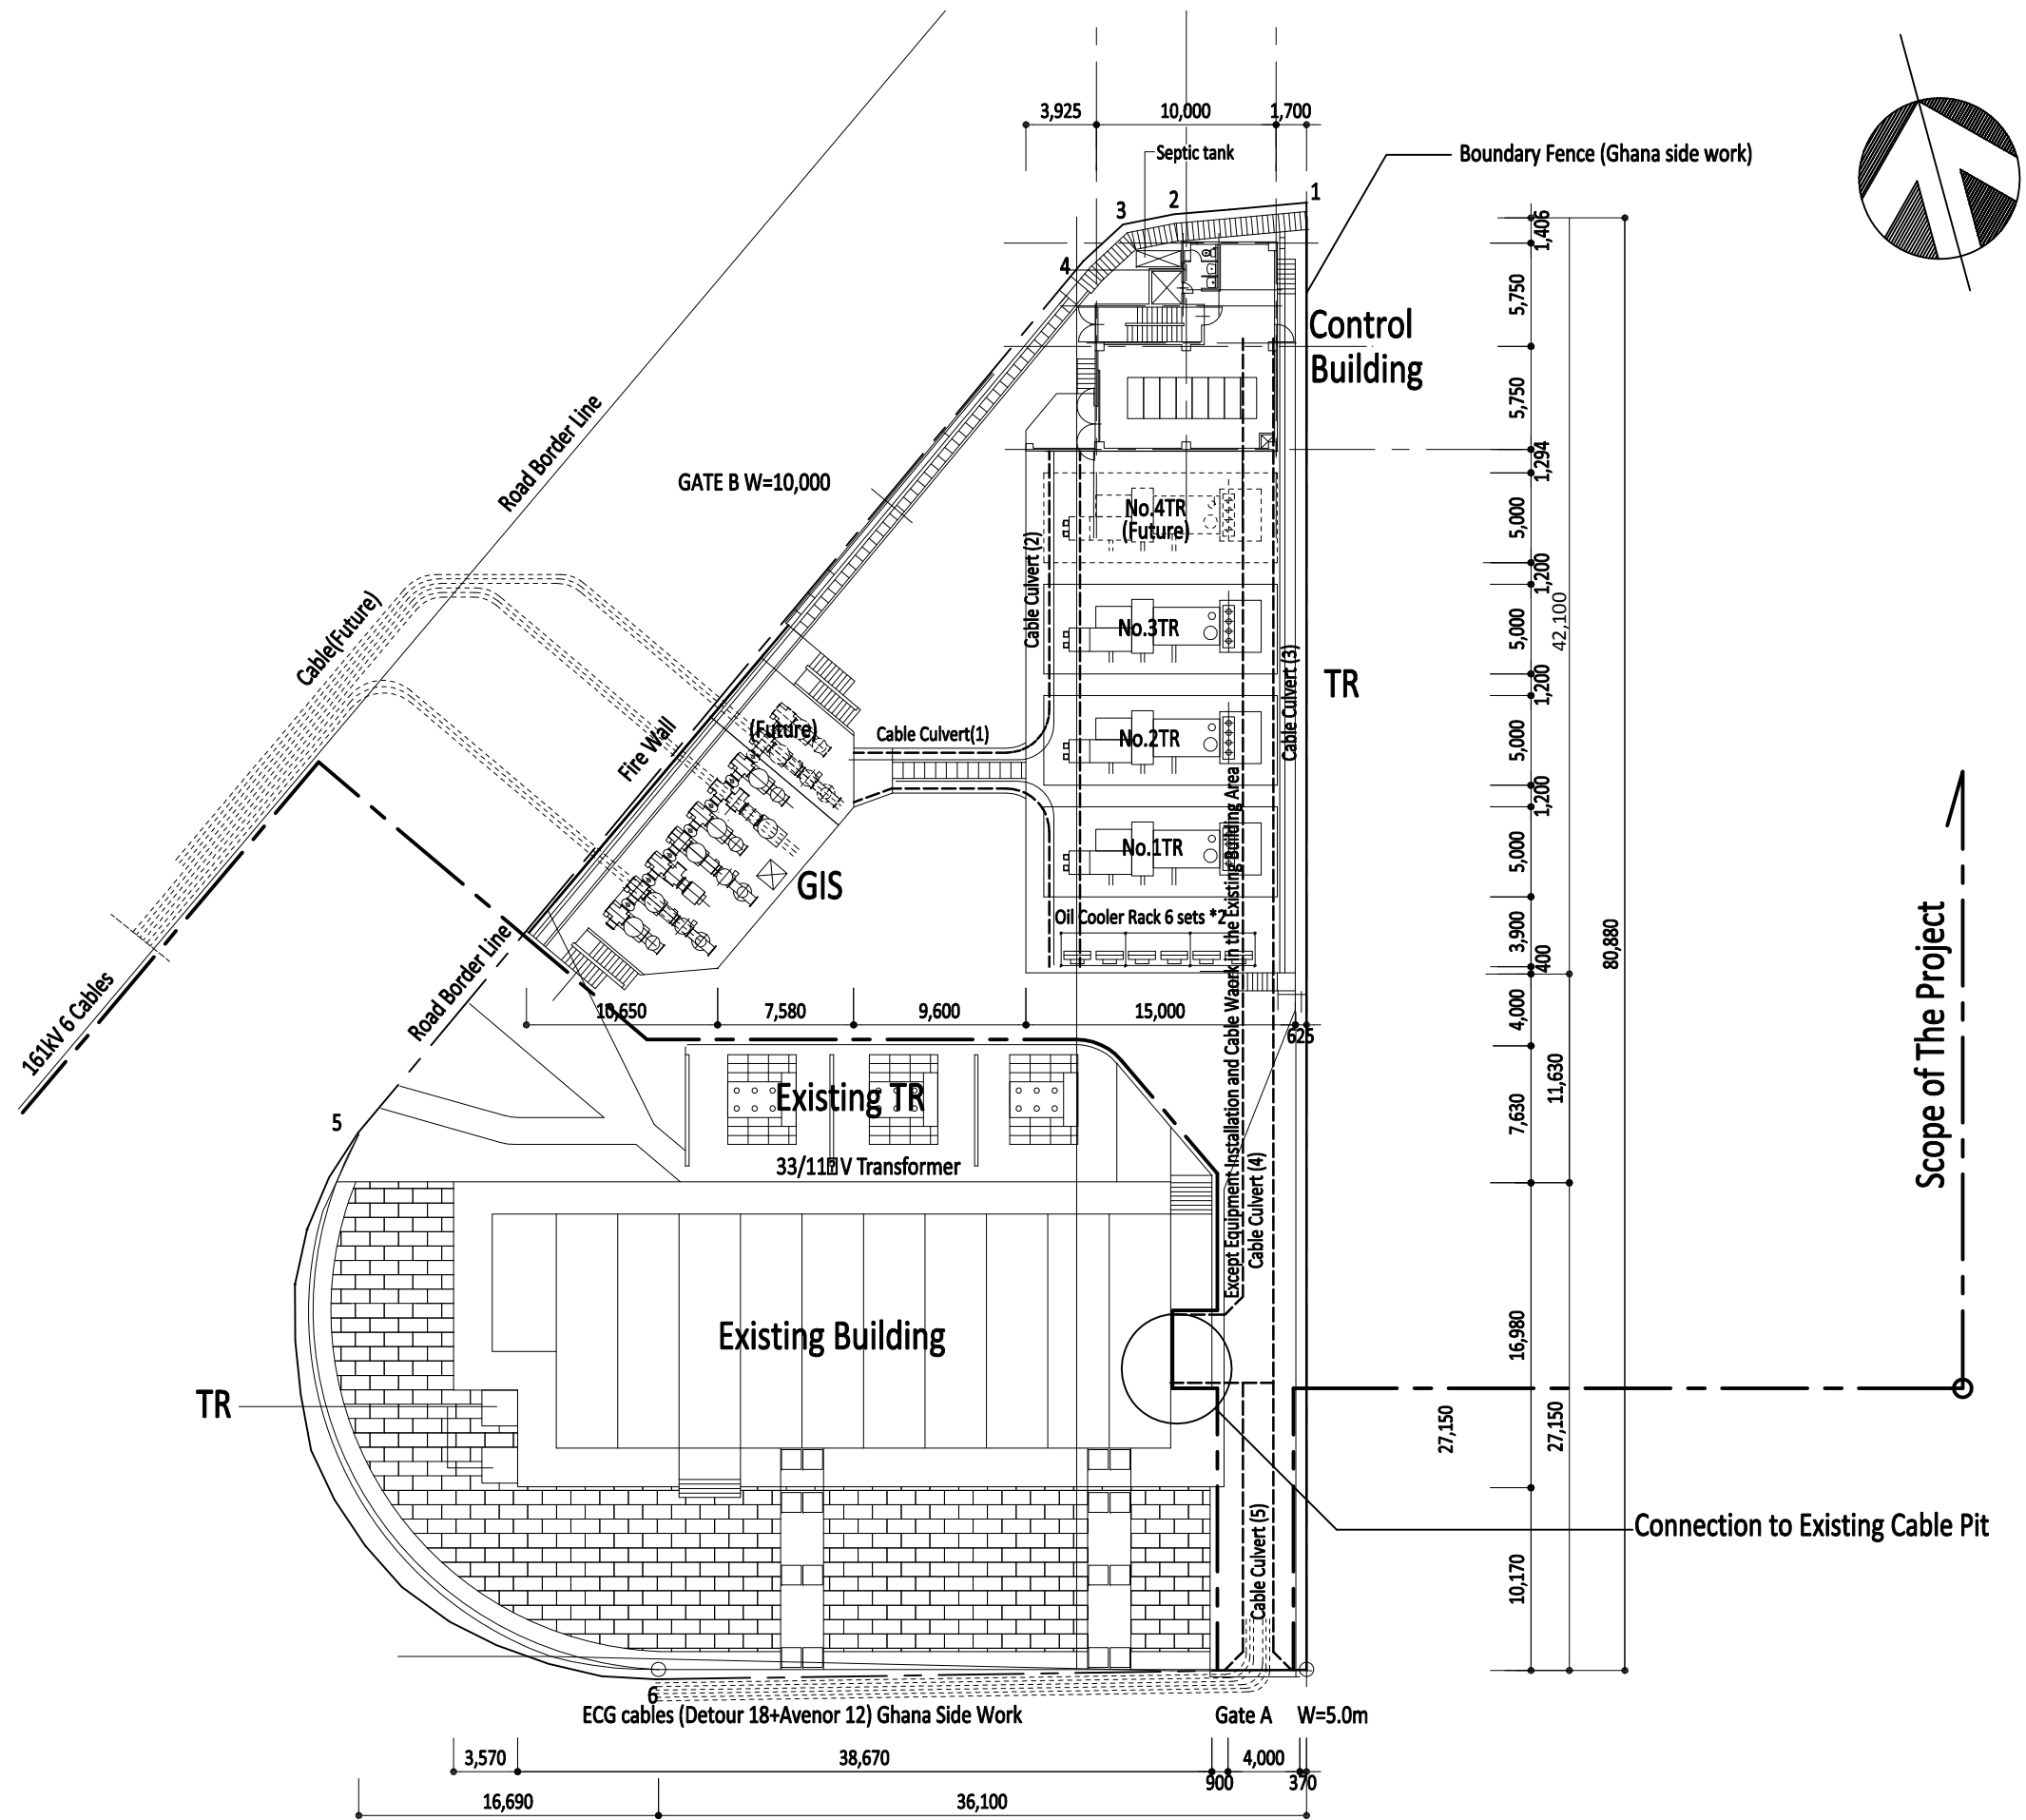 3,925
10,000
1,700
Septic tank
Boundary Fence (Ghana side work)
1
2
3
4
1,406
5,750
Control
Building
5,750
Road Border Line
1,294
GATE B W=10,000
No.4TR
(Future)
5,000
Cable Culvert (2)
1,200
42,100
Cable(Future)
No.3TR
5,000
Cable Culvert (3)
TR
1,200
Fire Wall
(Future)
Cable Culvert(1)
No.2TR
5,000
1,200
No.1TR
5,000
GIS
Oil Cooler Rack 6 sets *2
3,900
400
80,880
Scope of The Project
Road Border Line
161kV 6 Cables
10,650
7,580
9,600
15,000
625
4,000
Except Equipment Installation and Cable Waork in the Existing Building Area
11,630
7,630
Existing TR
5
33/11 V Transformer
Cable Culvert (4)
Existing Building
16,980
TR
27,150
27,150
Connection to Existing Cable Pit
Cable Culvert (5)
10,170
6
ECG cables (Detour 18+Avenor 12) Ghana Side Work
Gate A W=5.0m
3,570
38,670
900
4,000
370
16,690
36,100